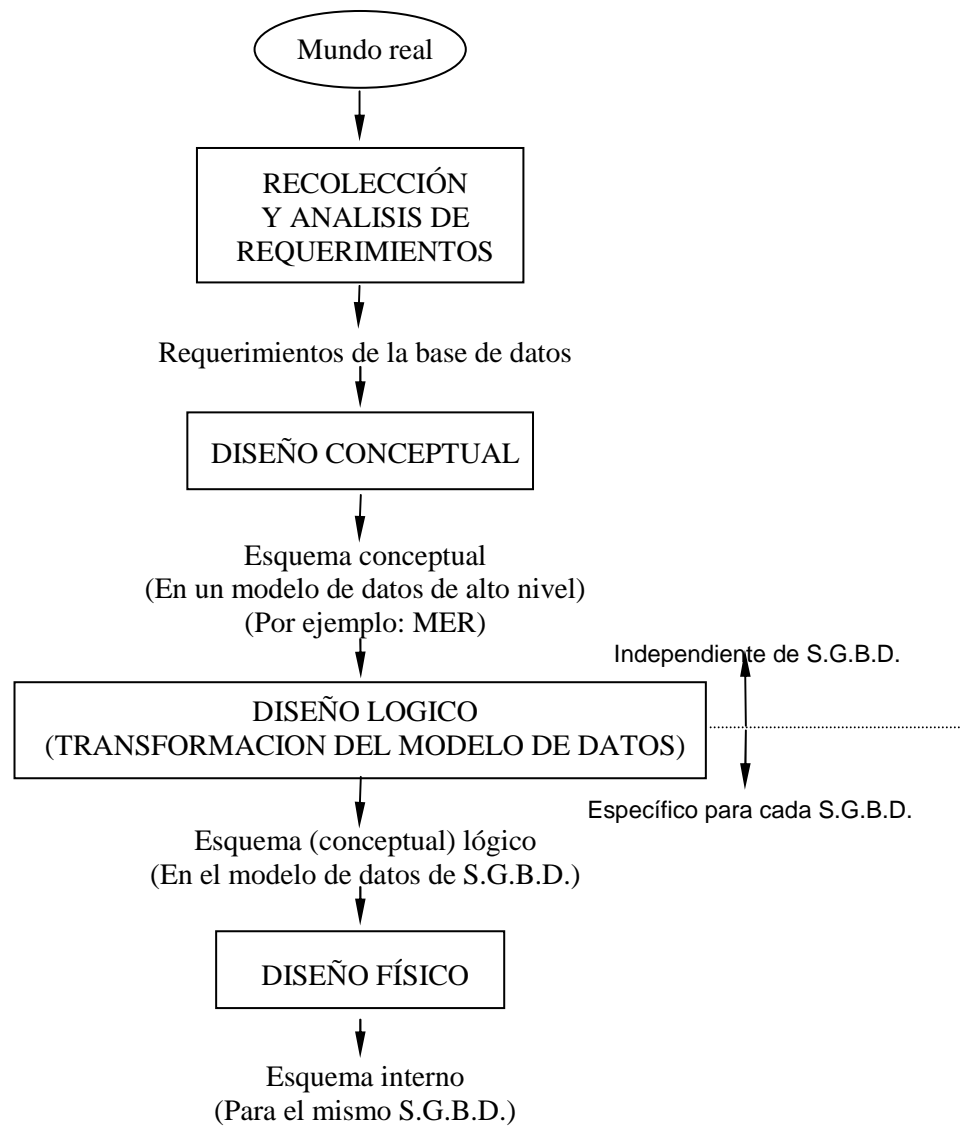 Mundo real
RECOLECCIÓN
Y ANALISIS DE
REQUERIMIENTOS
Requerimientos de la base de datos
DISEÑO CONCEPTUAL
Esquema conceptual
(En un modelo de datos de alto nivel)
(Por ejemplo: MER)
Independiente de S.G.B.D.
DISEÑO LOGICO
(TRANSFORMACION DEL MODELO DE DATOS)
Específico para cada S.G.B.D.
Esquema (conceptual) lógico
(En el modelo de datos de S.G.B.D.)
DISEÑO FÍSICO
Esquema interno
(Para el mismo S.G.B.D.)